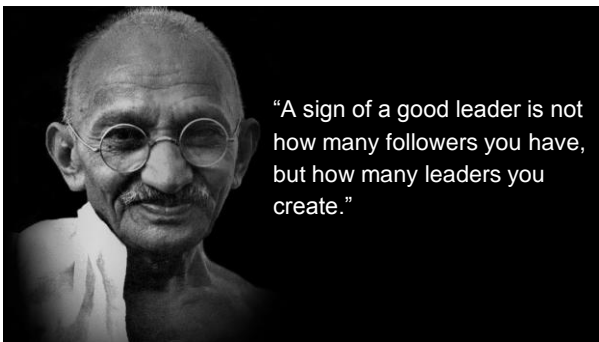 “A sign of a good leader is not
how many followers you have,
but how many leaders you
create.”